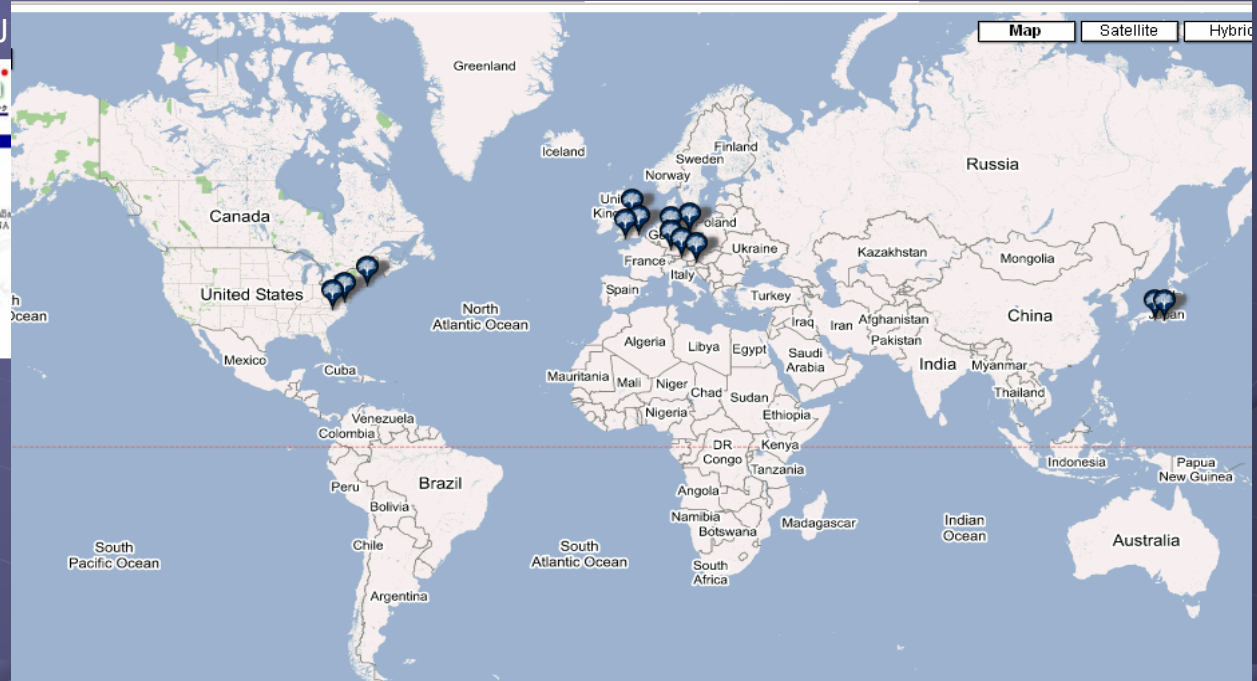 Map
Satellite
Greenland
Iceland
Finland
Sweden
Norway
Russia
Canada
Poland
Ukraine
Kazakhstan
Mongolia
France
Italy
Spain
Turkey
United States
North
Atlantic Ocean
China
Iraq
Iran
Afghanistan
Pakistan
Algeria
Libya
Egypt
Saudi
Arabia
India
Myanmar
Thailand
Mexico
Cuba
Mauritania
Mali
Niger
Chad
Sudan
Nigeria
Ethiopia
Venezuela
Colombia
DR
Congo
Kenya
Tanzania
Indonesia
Papua
New Guinea
Peru
Brazil
Bolivia
Angola
Namibia
Botswana
Madagascar
Indian
Ocean
Australia
Chile
South
Pacific Ocean
South
Atlantic Ocean
South
Africa
Argentina